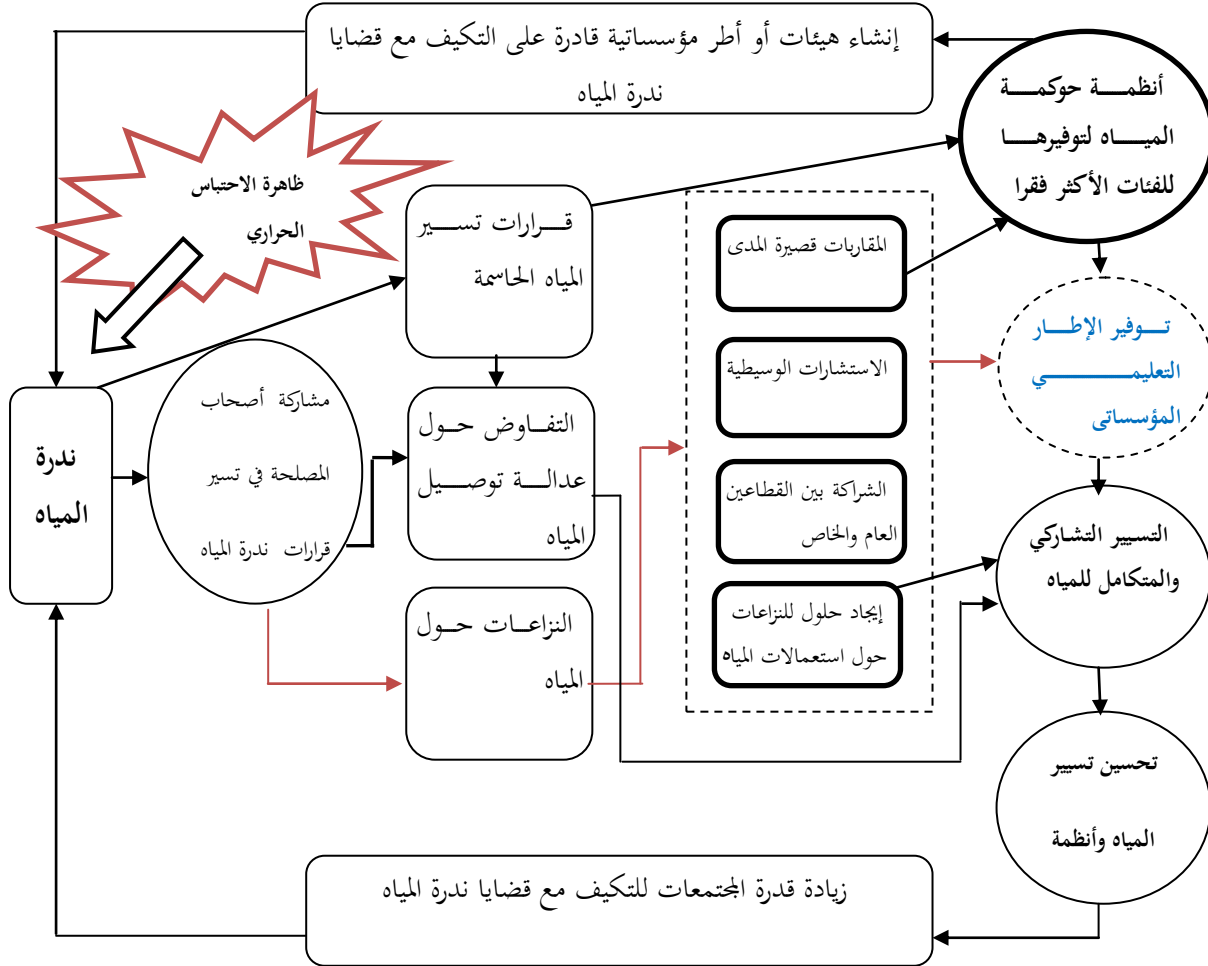 إنشاء هيئات أو أطر مؤسساتية قادرة على التكيف مع قضايا
ندرة المياه
أنظمة حوكمة
المياه لتوفيرها
للفئات الأكثر فقرا
ظاهرة الاحتباس
الحراري
قرارات تسير
المياه الحاسمة
المقاربات قصيرة المدى
توفير الإطار
التعليمي
المؤسساتى
الاستشارات الوسيطية
مشاركة أصحاب
المصلحة في تسير
قرارات ندرة المياه
ندرة
المياه
التفاوض حول
عدالة توصيل
المياه
الشراكة بين القطاعين
العام والخاص
التسيير التشاركي
والمتكامل للمياه
النزاعات حول
المياه
إيجاد حلول للنزاعات
حول استعمالات المياه
تحسين تسيير
المياه وأنظمة
زيادة قدرة المجتمعات للتكيف مع قضايا ندرة المياه